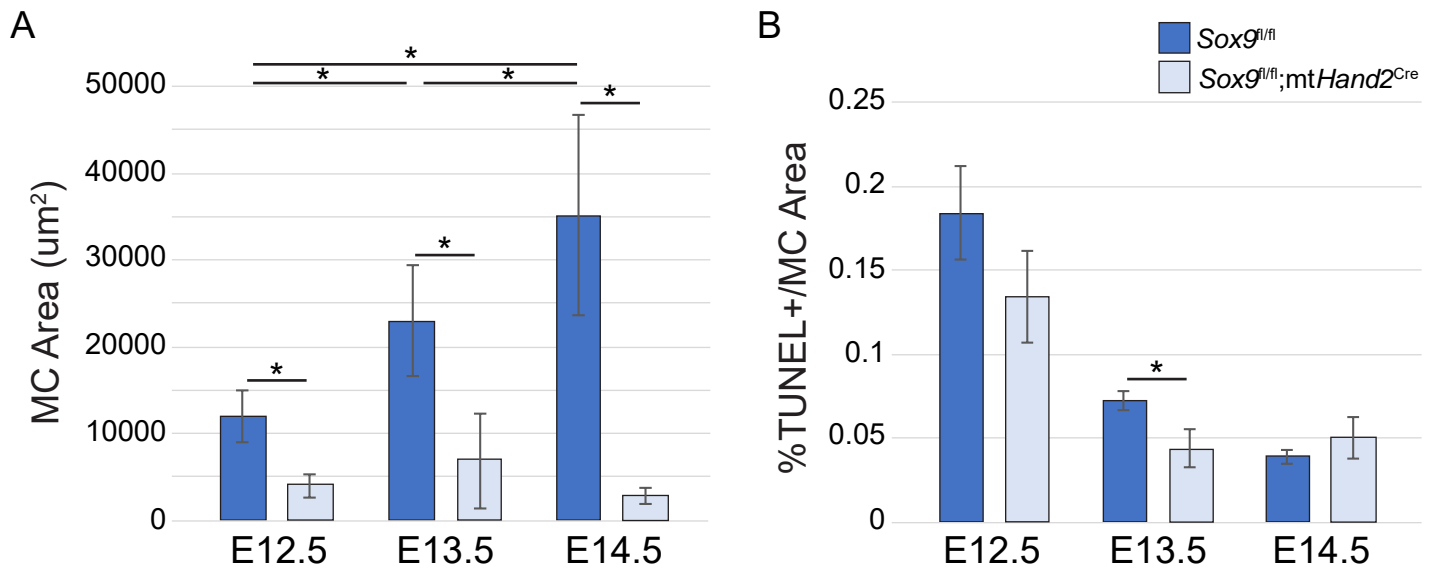 A
MC Area (um²)
50000
40000
30000
20000
10000
0
*
*
*
*
*
*
E12.5
E13.5
E14.5
B
Sox9fl/fl
Sox9fl/fl;mtHand2Cre
%TUNEL+/MC Area
0.25
0.2
0.15
0.1
0.05
0
*
E12.5
E13.5
E14.5